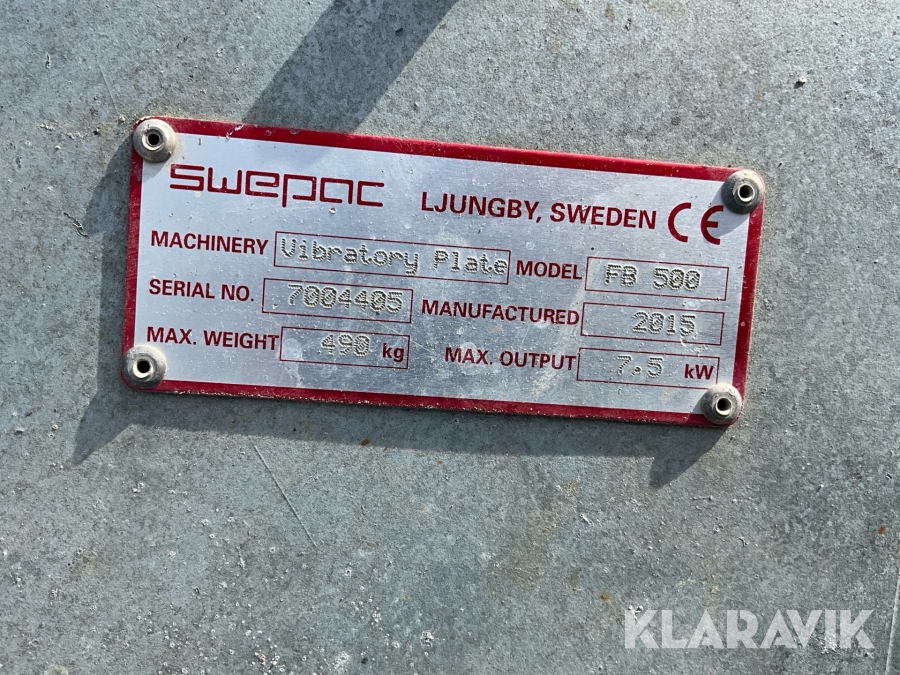 swepac LJUNGBY, SWEDEN CE
MACHINERY Vibratory Plate MODEL FB 500
SERIAL NO. 7004405 MANUFACTURED 2015
MAX. WEIGHT 490 kg MAX. OUTPUT 7.5 kW
KLARAVIK